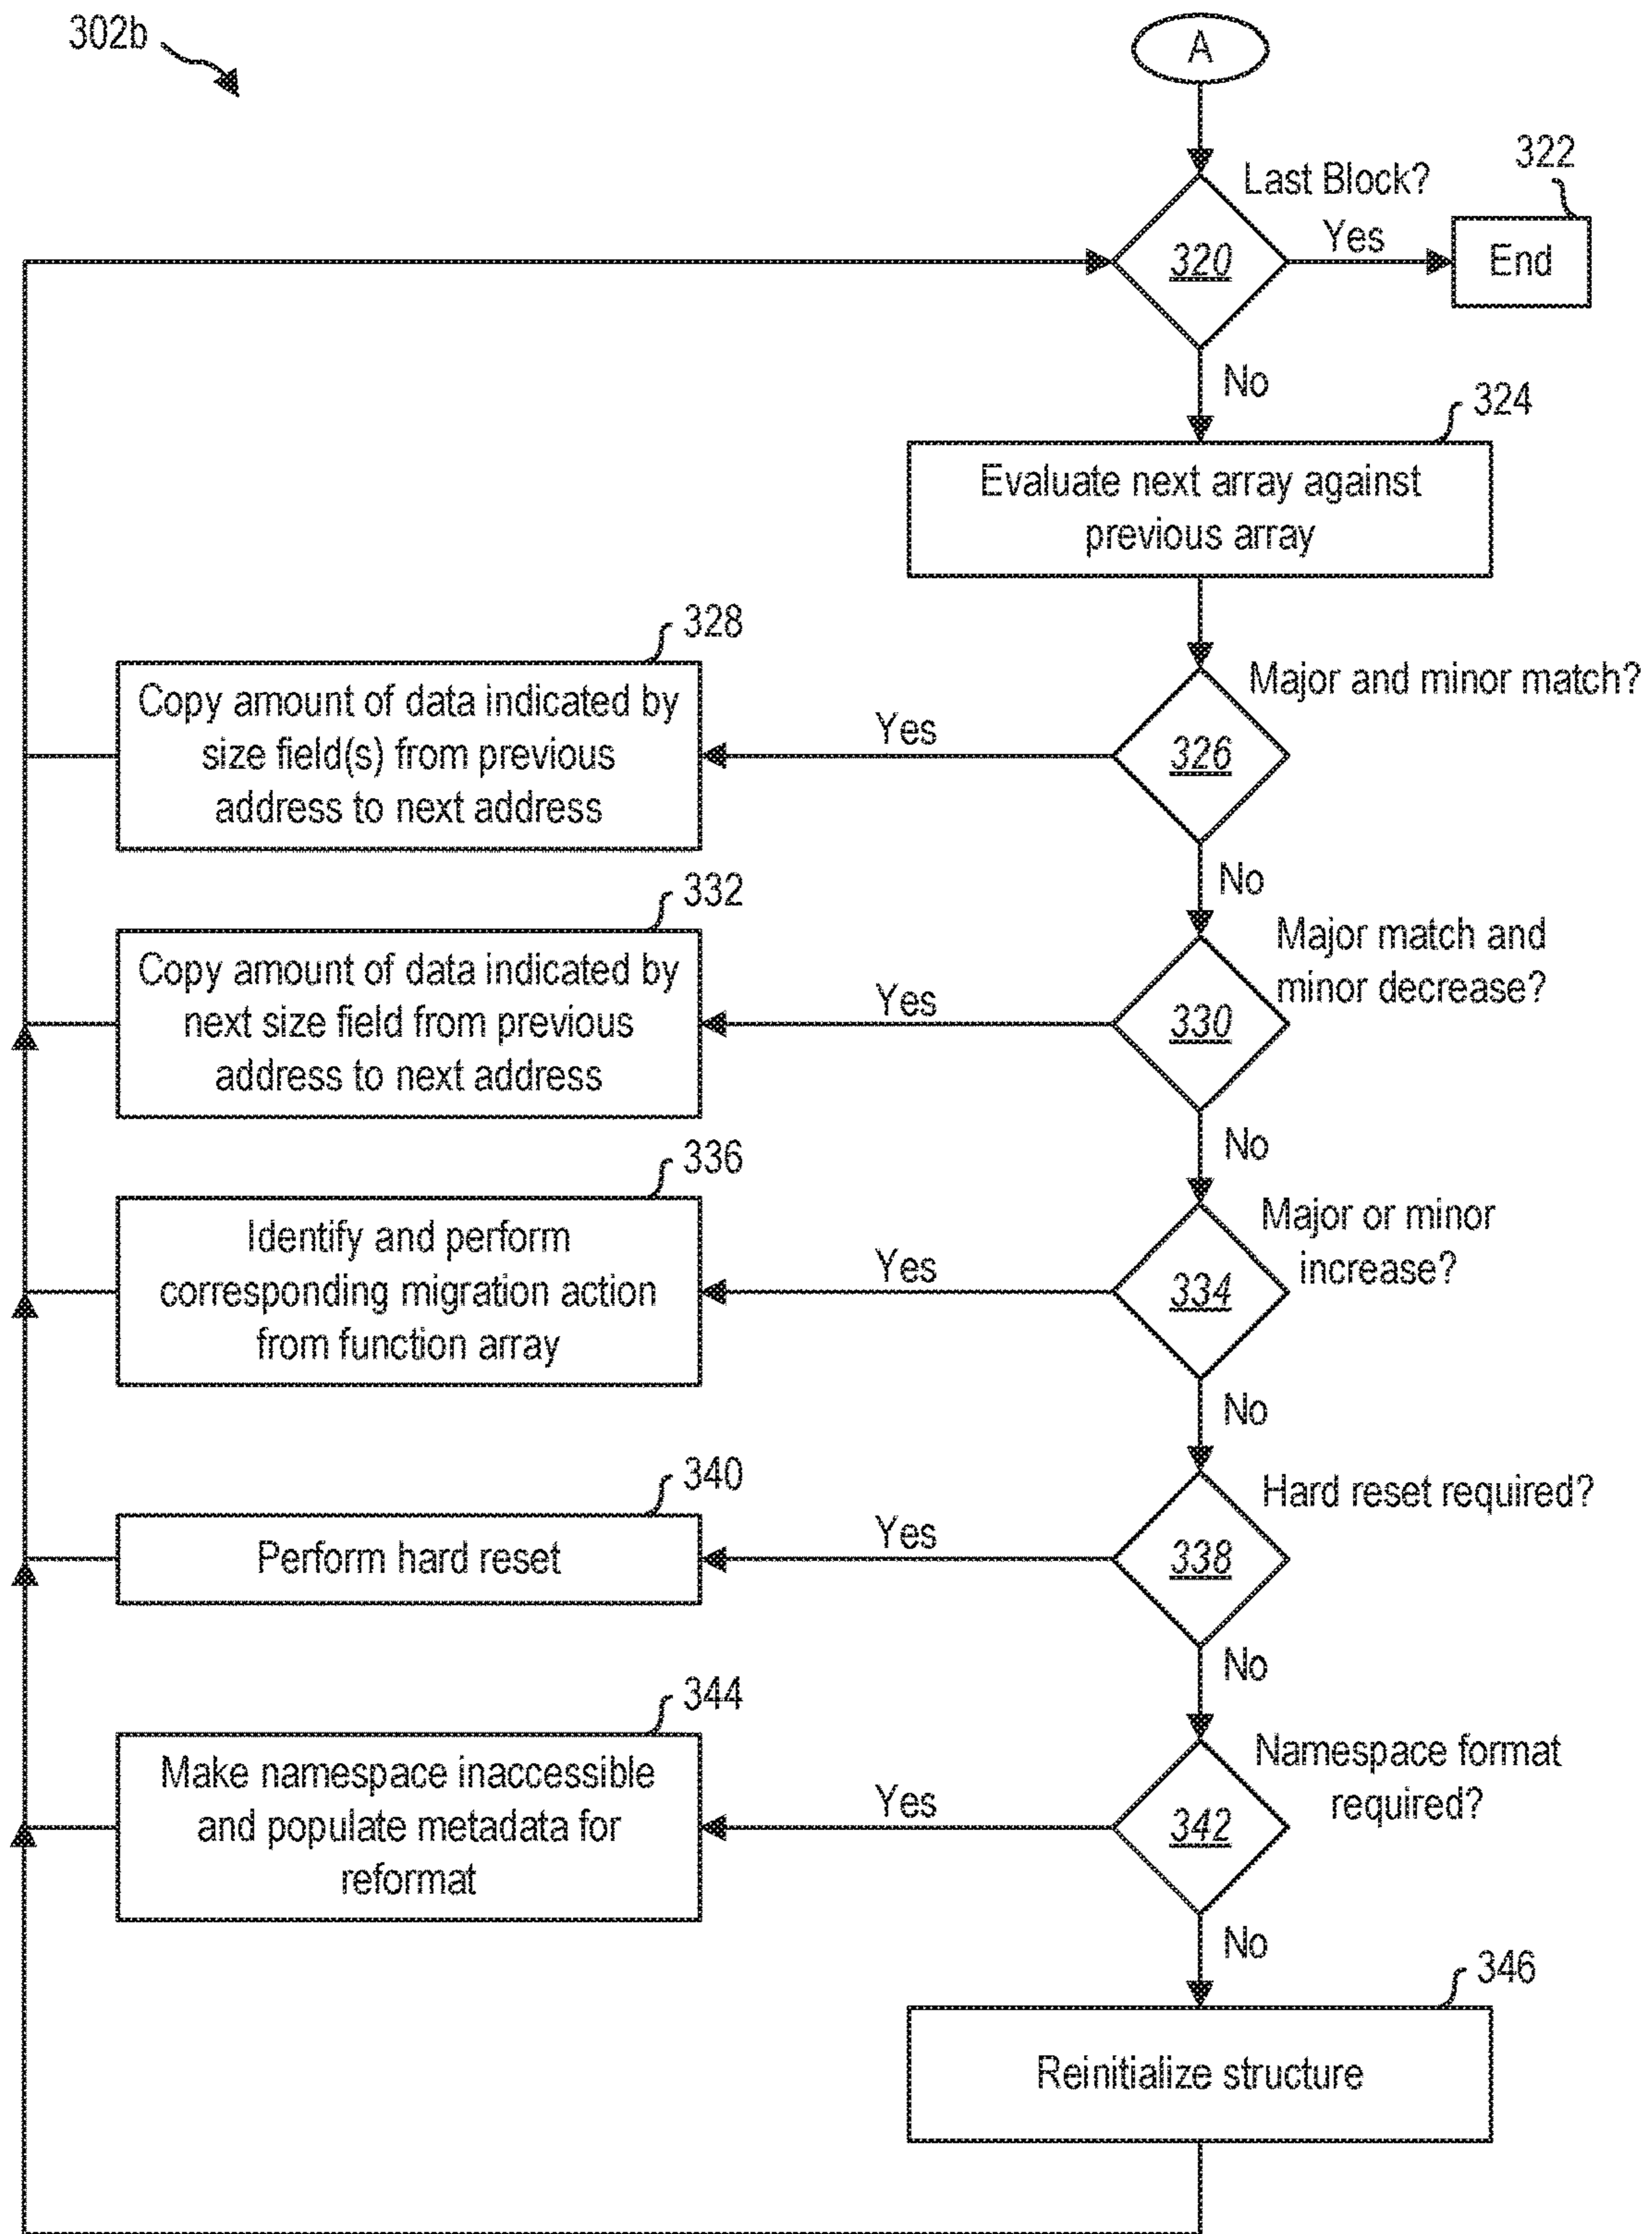 302b
A
Last Block?
322
320
Yes
End
No
324
Evaluate next array against
previous array
328
Copy amount of data indicated by
size field(s) from previous
address to next address
Yes
Major and minor match?
326
No
332
Copy amount of data indicated by
next size field from previous
address to next address
Yes
Major match and
minor decrease?
330
No
336
Identify and perform
corresponding migration action
from function array
Yes
Major or minor
increase?
334
No
340
Perform hard reset
Yes
Hard reset required?
338
No
344
Make namespace inaccessible
and populate metadata for
reformat
Yes
Namespace format
required?
342
No
346
Reinitialize structure